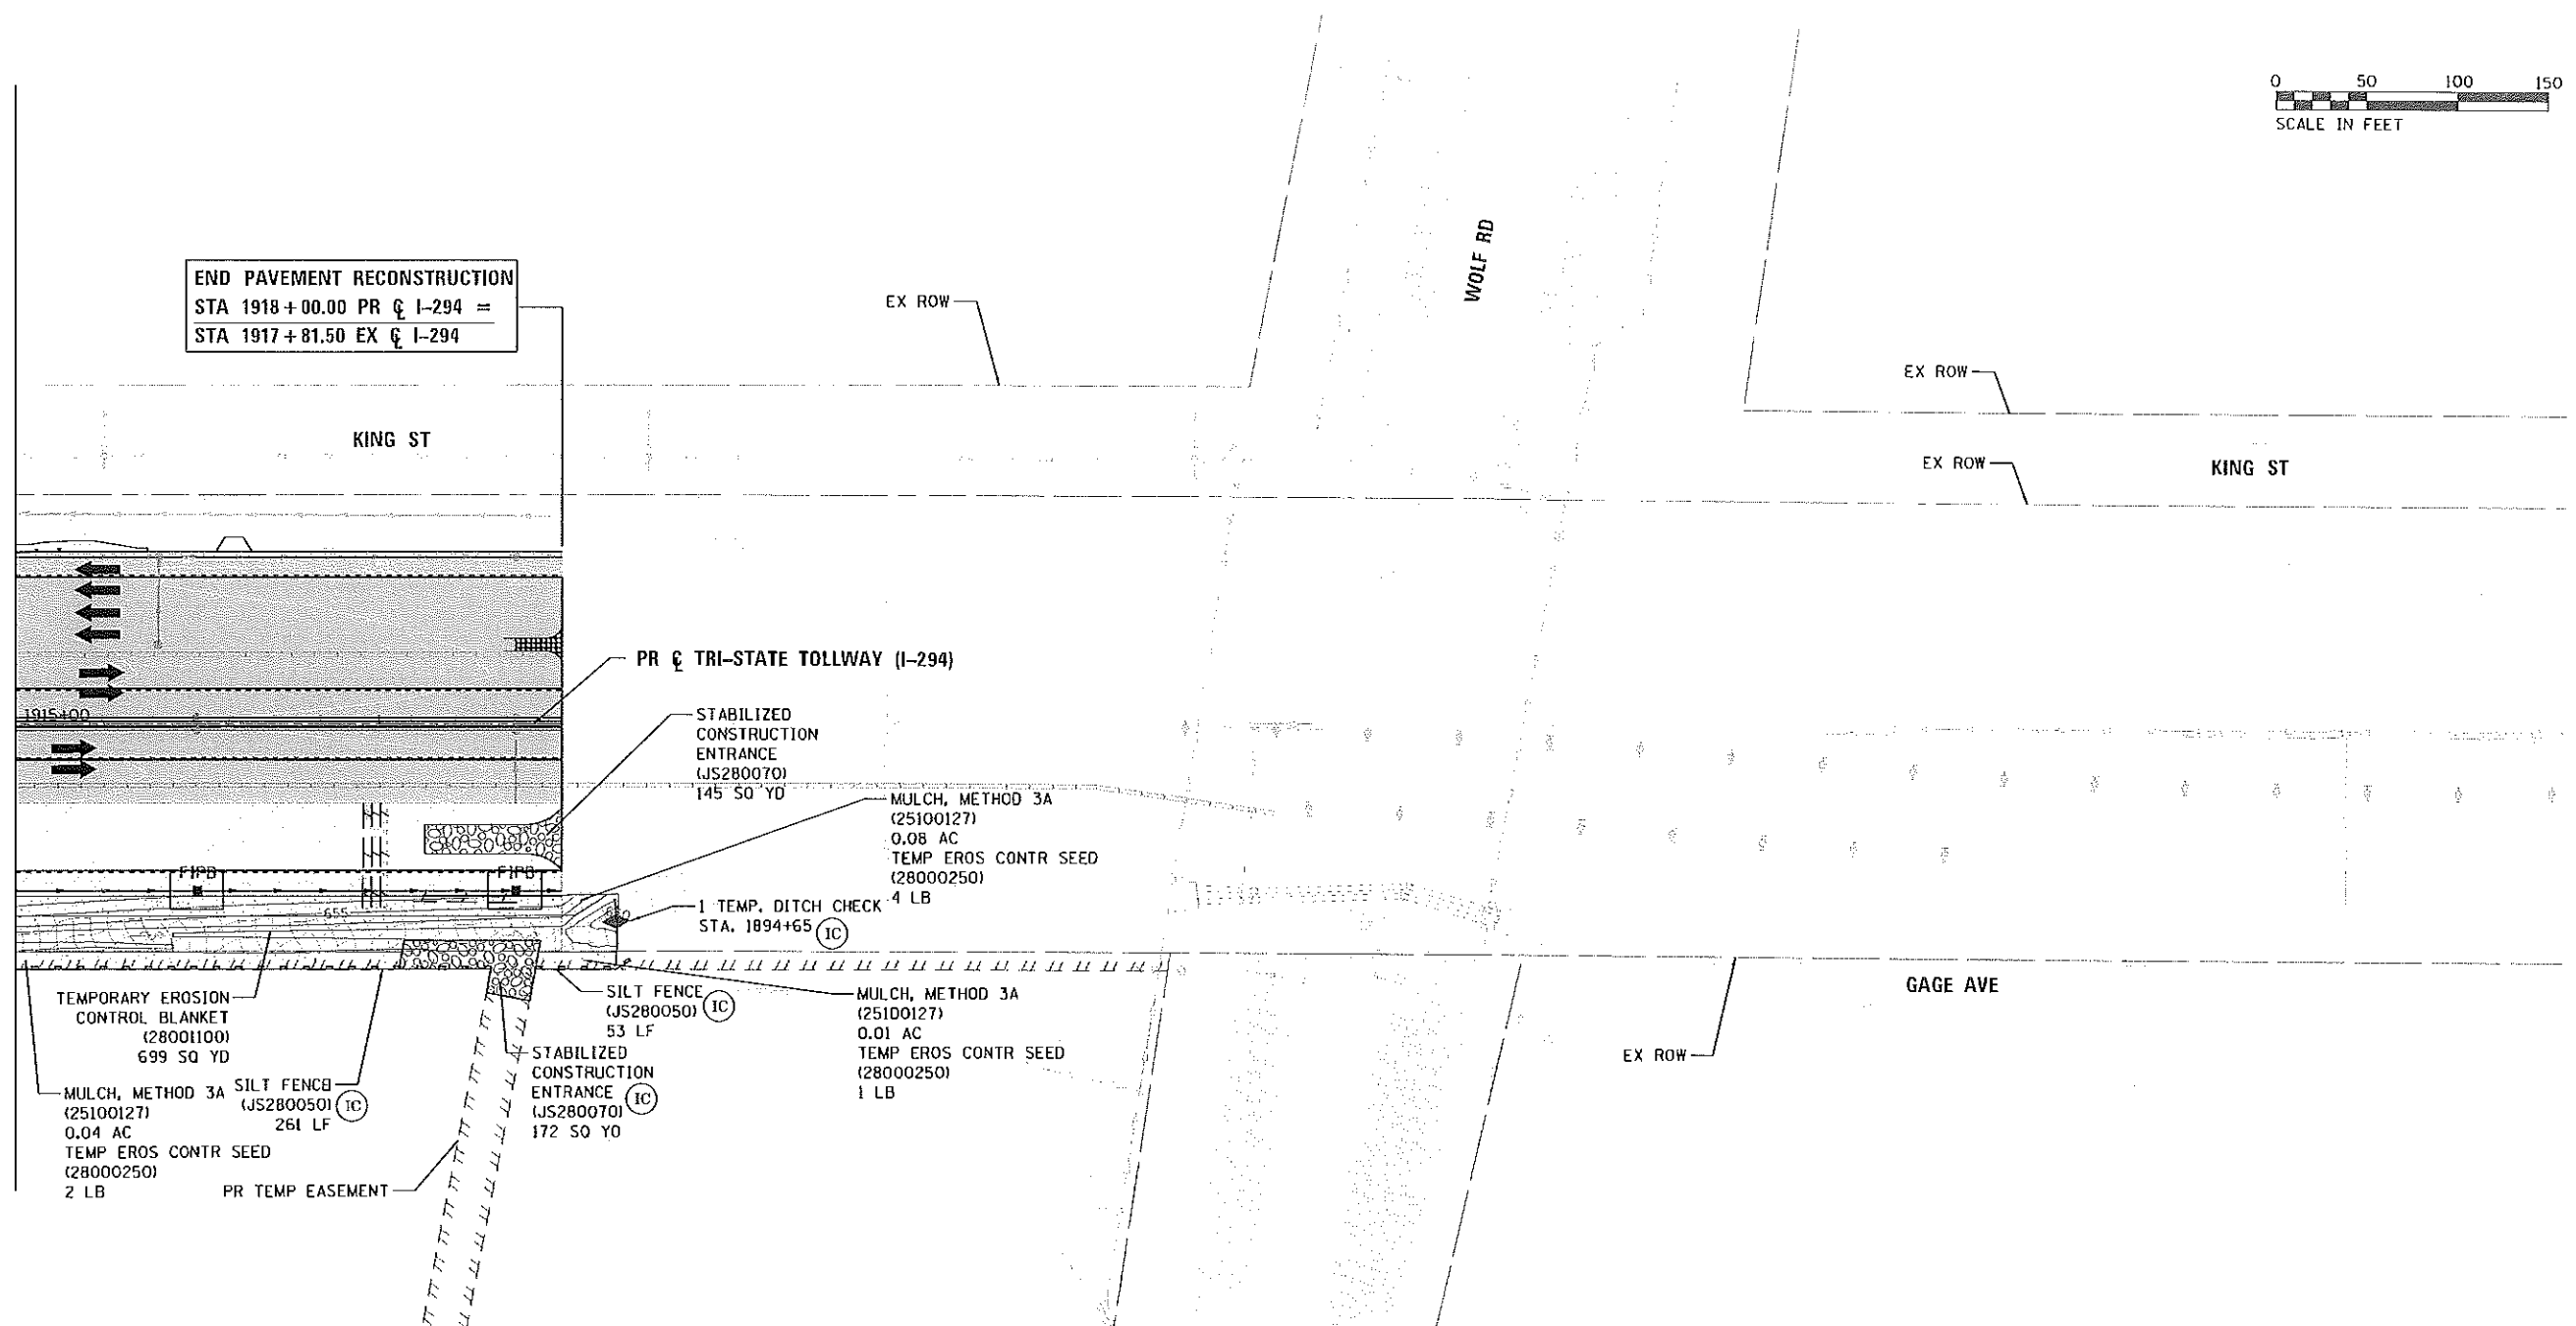 0 50 100 150
SCALE IN FEET
WOLF RD
END PAVEMENT RECONSTRUCTION
STA 1918+00.00 PR ℄ I-294 =
STA 1917+81.50 EX ℄ I-294
EX ROW
EX ROW
KING ST
EX ROW
KING ST
PR ℄ TRI-STATE TOLLWAY (I-294)
1915+00
STABILIZED
CONSTRUCTION
ENTRANCE
(JS280070)
145 SQ YD
MULCH, METHOD 3A
(25100127)
0.08 AC
TEMP EROS CONTR SEED
(28000250)
4 LB
FIPB
FIPB
655
1 TEMP. DITCH CHECK
STA. 1894+65 IC
TEMPORARY EROSION
CONTROL BLANKET
(28001100)
699 SQ YD
SILT FENCE
(JS280050) IC
53 LF
MULCH, METHOD 3A
(25100127)
0.01 AC
TEMP EROS CONTR SEED
(28000250)
1 LB
GAGE AVE
EX ROW
STABILIZED
CONSTRUCTION
ENTRANCE IC
(JS280070)
172 SQ YD
SILT FENCE
(JS280050) IC
261 LF
MULCH, METHOD 3A
(25100127)
0.04 AC
TEMP EROS CONTR SEED
(28000250)
2 LB
PR TEMP EASEMENT